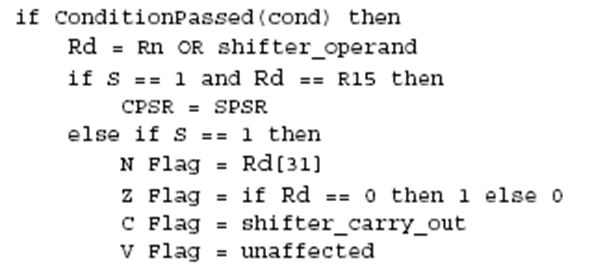 if ConditionPassed(cond) then
Rd = Rn OR shifter_operand
if S == 1 and Rd == R15 then
CPSR = SPSR
else if S == 1 then
N Flag = Rd[31]
Z Flag = if Rd == 0 then 1 else 0
C Flag = shifter_carry_out
V Flag = unaffected